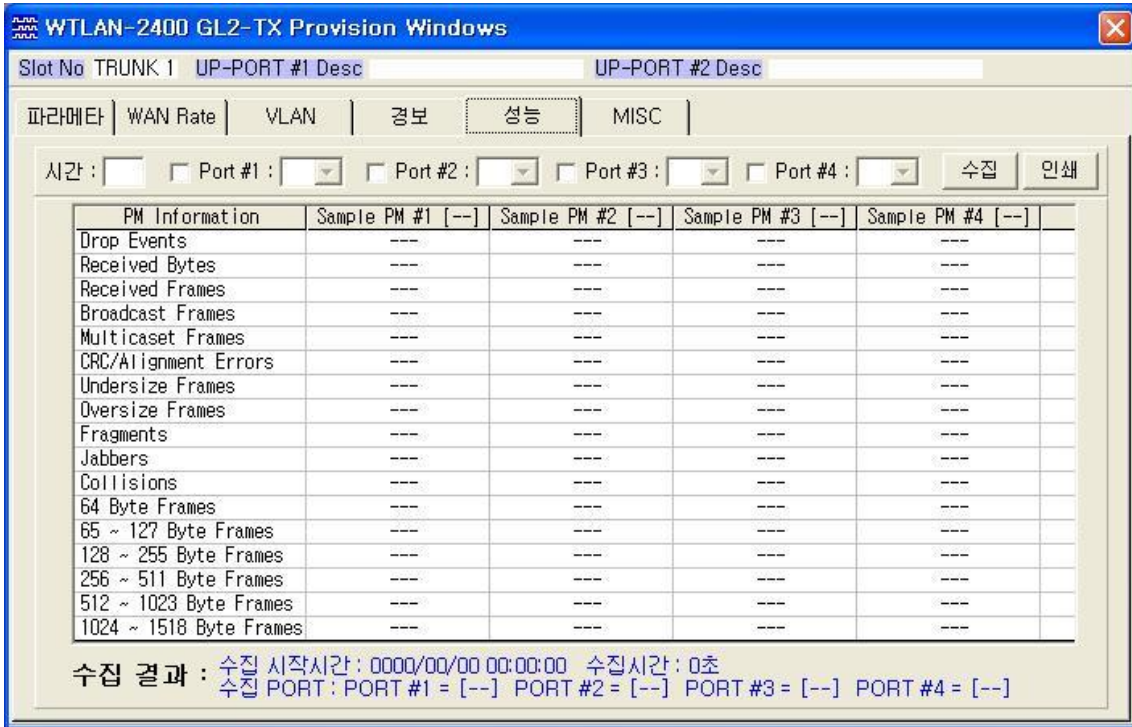 WTLAN-2400 GL2-TX Provision Windows
Slot No TRUNK 1 UP-PORT #1 Desc UP-PORT #2 Desc
파라메타 WAN Rate VLAN 경보 성능 MISC
시간 : Port #1 : Port #2 : Port #3 : Port #4 : 수집 인쇄
PM Information Sample PM #1 [--] Sample PM #2 [--] Sample PM #3 [--] Sample PM #4 [--]
Drop Events --- --- --- ---
Received Bytes --- --- --- ---
Received Frames --- --- --- ---
Broadcast Frames --- --- --- ---
Multicaset Frames --- --- --- ---
CRC/Alignment Errors --- --- --- ---
Undersize Frames --- --- --- ---
Oversize Frames --- --- --- ---
Fragments --- --- --- ---
Jabbers --- --- --- ---
Collisions --- --- --- ---
64 Byte Frames --- --- --- ---
65 ~ 127 Byte Frames --- --- --- ---
128 ~ 255 Byte Frames --- --- --- ---
256 ~ 511 Byte Frames --- --- --- ---
512 ~ 1023 Byte Frames --- --- --- ---
1024 ~ 1518 Byte Frames --- --- --- ---
수집 결과 : 수집 시작시간 : 0000/00/00 00:00:00 수집시간 : 0초
수집 PORT : PORT #1 = [--] PORT #2 = [--] PORT #3 = [--] PORT #4 = [--]